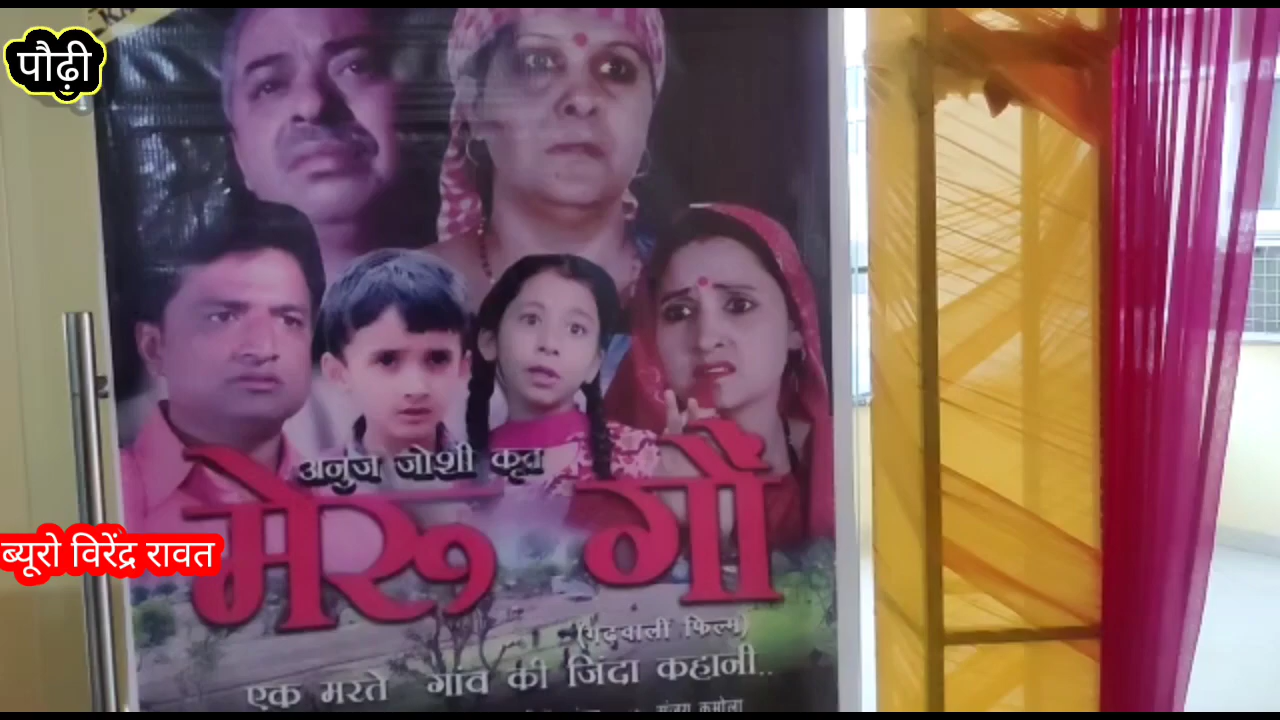 पौढ़ी
अनुज जोशी कृत
मेरू गौं
ब्यूरो विरेंद्र रावत
(गढ़वाली फिल्म)
एक मरते गांव की जिंदा कहानी..